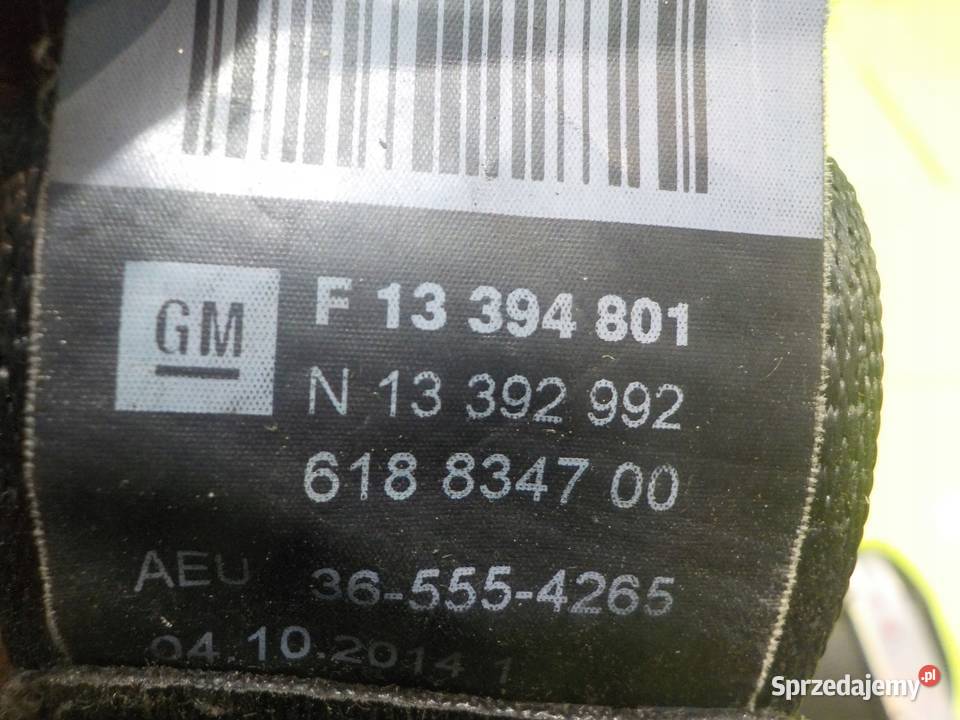 GM
F 13 394 801
N 13 392 992
618 8347 00
AEU 36-555-4265
04.10.2014 1
Sprzedajemy.pl